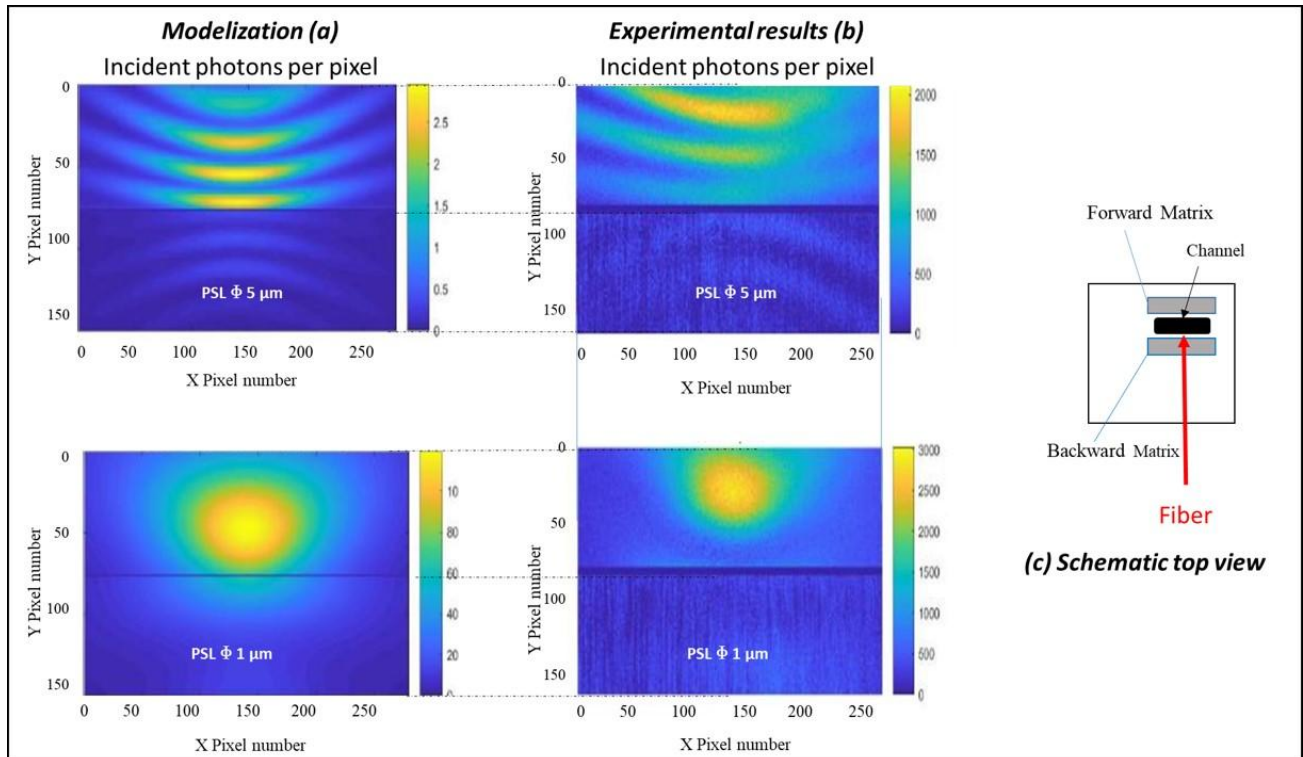 Modelization (a)
Incident photons per pixel
0
50
100
150
Y Pixel number
PSL Φ 5 µm
0 50 100 150 200 250
X Pixel number
2.5
2
1.5
1
0.5
0
Experimental results (b)
Incident photons per pixel
0
50
100
150
Y Pixel number
PSL Φ 5 µm
0 50 100 150 200 250
X Pixel number
2000
1500
1000
500
0
0
50
100
150
Y Pixel number
PSL Φ 1 µm
0 50 100 150 200 250
X Pixel number
10
80
60
40
20
0
0
50
100
150
Y Pixel number
PSL Φ 1 µm
0 50 100 150 200 250
X Pixel number
3000
2500
2000
1500
1000
500
0
Forward Matrix
Channel
Backward Matrix
Fiber
(c) Schematic top view